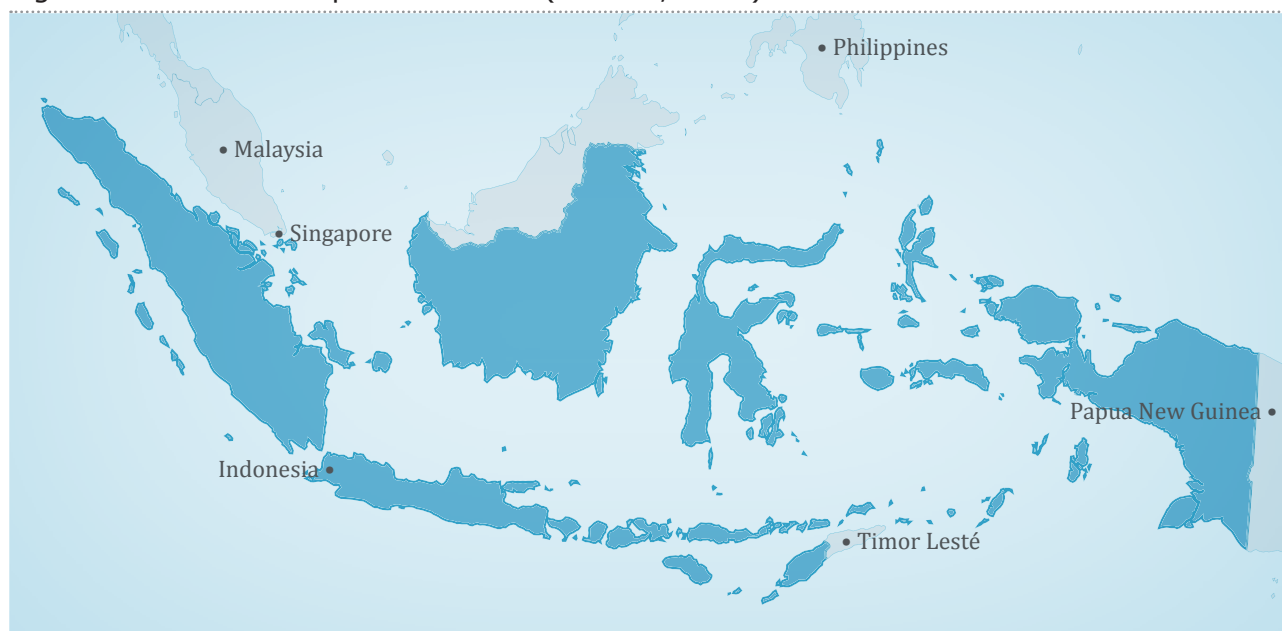 Philippines
Malaysia
Singapore
Papua New Guinea
Indonesia
Timor Lesté